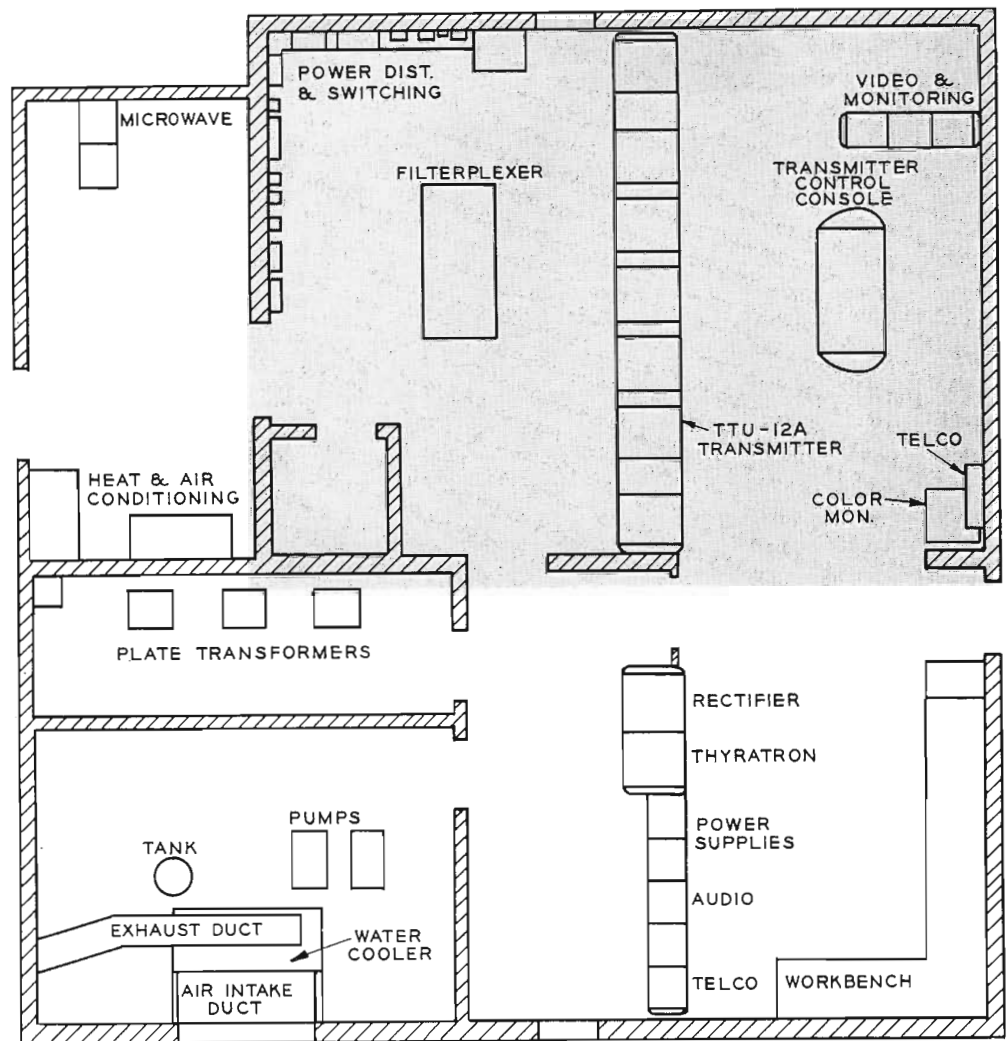 POWER DIST.
& SWITCHING
VIDEO &
MONITORING
MICROWAVE
FILTERPLEXER
TRANSMITTER
CONTROL
CONSOLE
TTU-12A
TRANSMITTER
TELCO
HEAT & AIR
CONDITIONING
COLOR
MON.
PLATE TRANSFORMERS
RECTIFIER
THYRATRON
PUMPS
POWER
SUPPLIES
TANK
AUDIO
EXHAUST DUCT
WATER
COOLER
AIR INTAKE
DUCT
TELCO
WORKBENCH